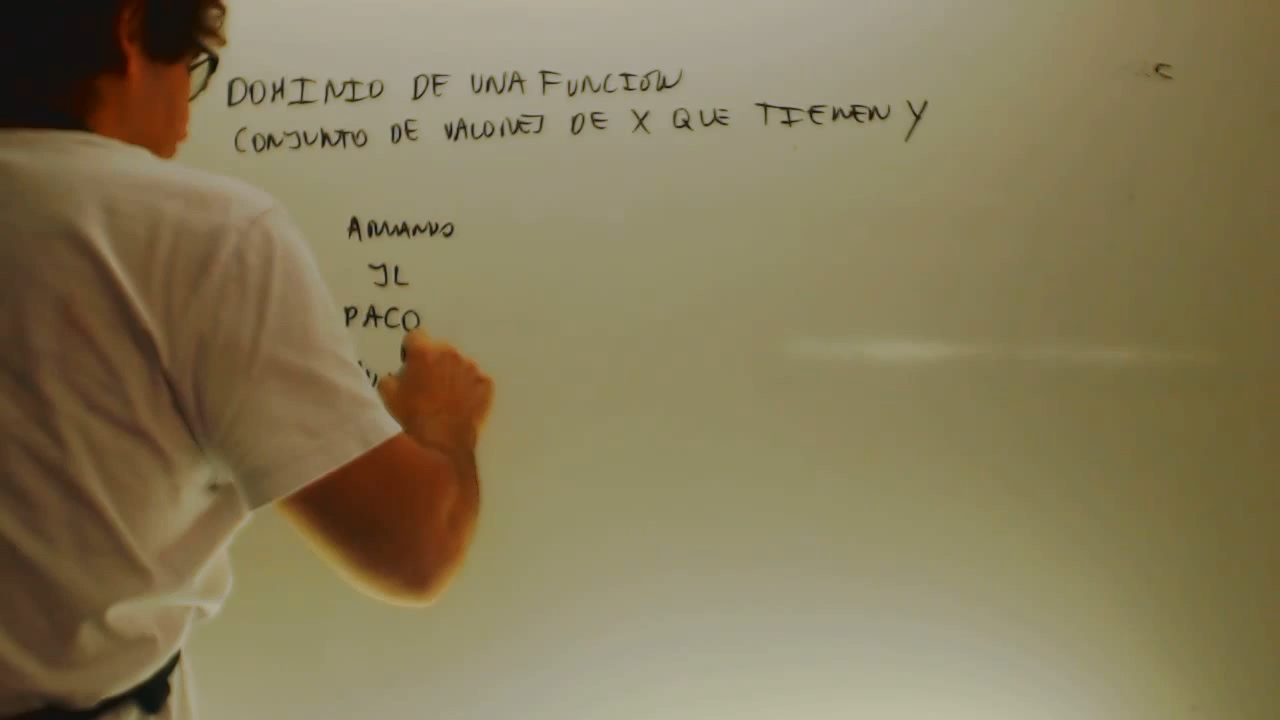 DOMINIO DE UNA FUNCION
CONJUNTO DE VALORES DE X QUE TIENEN Y
ARMANDO
JL
PACO